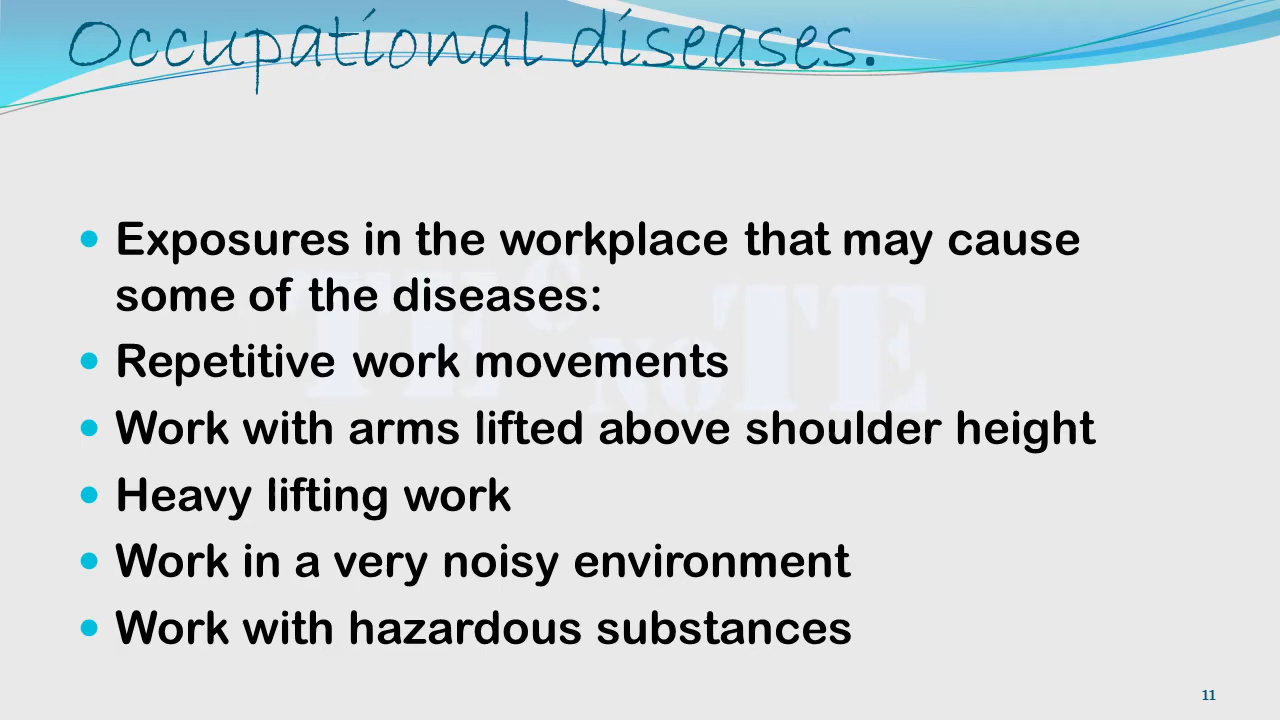 Occupational diseases.
Exposures in the workplace that may cause
some of the diseases:
Repetitive work movements
Work with arms lifted above shoulder height
Heavy lifting work
Work in a very noisy environment
Work with hazardous substances
11